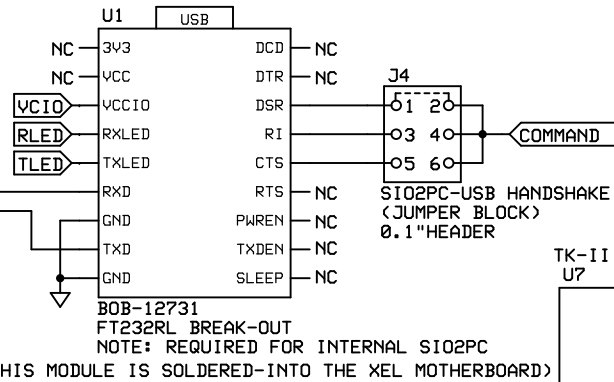 U1
USB
NC 3V3 DCD NC
NC VCC DTR NC
J4
VCIO VCCIO DSR 1 2
RLED RXLED RI 3 4 COMMAND
TLED TXLED CTS 5 6
RXD RTS NC
SIO2PC-USB HANDSHAKE
(JUMPER BLOCK)
0.1"HEADER
GND PWREN NC
TXD TXDEN NC
GND SLEEP NC
TK-II
U7
BOB-12731
FT232RL BREAK-OUT
NOTE: REQUIRED FOR INTERNAL SIO2PC
HIS MODULE IS SOLDERED-INTO THE XEL MOTHERBOARD)